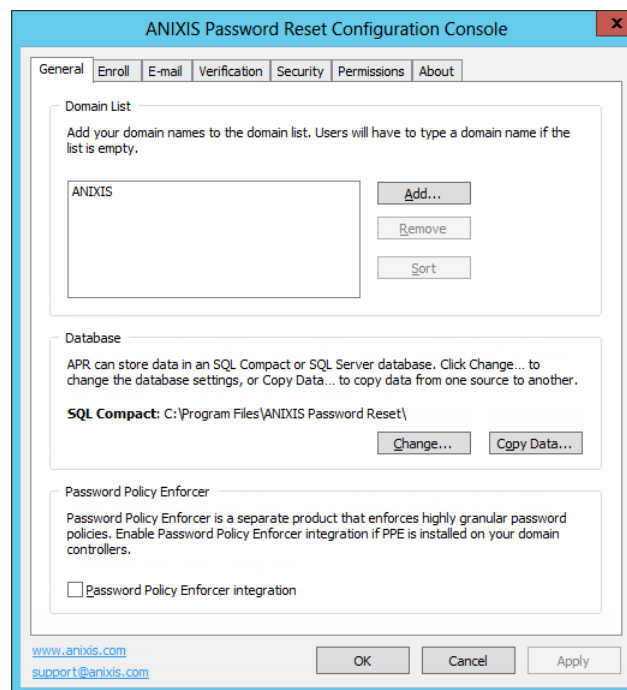 ANIXIS Password Reset Configuration Console
x
General Enroll E-mail Verification Security Permissions About
Domain List
Add your domain names to the domain list. Users will have to type a domain name if the
list is empty.
ANIXIS
Add...
Remove
Sort
Database
APR can store data in an SQL Compact or SQL Server database. Click Change... to
change the database settings, or Copy Data... to copy data from one source to another.
SQL Compact: C:\Program Files\ANIXIS Password Reset\
Change... Copy Data...
Password Policy Enforcer
Password Policy Enforcer is a separate product that enforces highly granular password
policies. Enable Password Policy Enforcer integration if PPE is installed on your domain
controllers.
Password Policy Enforcer integration
www.anixis.com
support@anixis.com
OK Cancel Apply